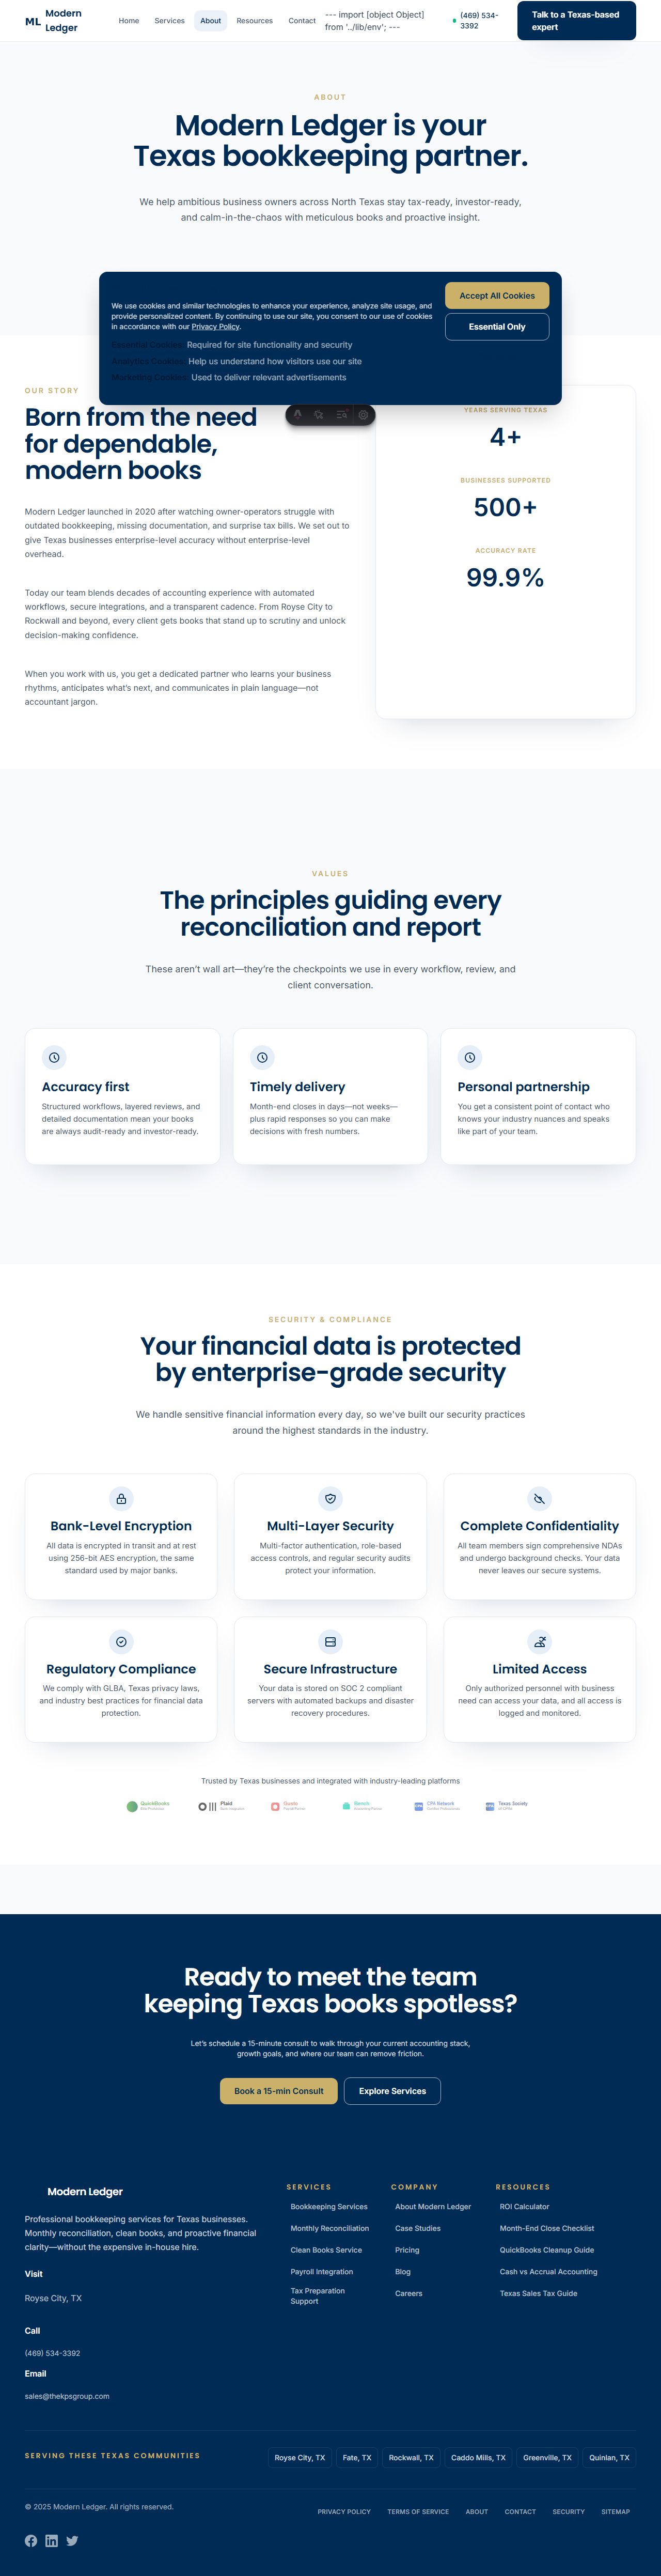 ML Modern
Ledger
Home Services About Resources Contact
--- import [object Object]
from '../lib/env'; ---
(469) 534-
3392
Talk to a Texas-based
expert
ABOUT
Modern Ledger is your
Texas bookkeeping partner.
We help ambitious business owners across North Texas stay tax-ready, investor-ready,
and calm-in-the-chaos with meticulous books and proactive insight.
We use cookies and similar technologies to enhance your experience, analyze site usage, and
provide personalized content. By continuing to use our site, you consent to our use of cookies
in accordance with our Privacy Policy.
Essential Cookies: Required for site functionality and security
Analytics Cookies: Help us understand how visitors use our site
Marketing Cookies: Used to deliver relevant advertisements
Accept All Cookies
Essential Only
OUR STORY
Born from the need
for dependable,
modern books
Modern Ledger launched in 2020 after watching owner-operators struggle with
outdated bookkeeping, missing documentation, and surprise tax bills. We set out to
give Texas businesses enterprise-level accuracy without enterprise-level
overhead.
Today our team blends decades of accounting experience with automated
workflows, secure integrations, and a transparent cadence. From Royse City to
Rockwall and beyond, every client gets books that stand up to scrutiny and unlock
decision-making confidence.
When you work with us, you get a dedicated partner who learns your business
rhythms, anticipates what's next, and communicates in plain language—not
accountant jargon.
YEARS SERVING TEXAS
4+
BUSINESSES SUPPORTED
500+
ACCURACY RATE
99.9%
VALUES
The principles guiding every
reconciliation and report
These aren't wall art—they're the checkpoints we use in every workflow, review, and
client conversation.
Accuracy first
Structured workflows, layered reviews, and
detailed documentation mean your books
are always audit-ready and investor-ready.
Timely delivery
Month-end closes in days—not weeks—
plus rapid responses so you can make
decisions with fresh numbers.
Personal partnership
You get a consistent point of contact who
knows your industry nuances and speaks
like part of your team.
SECURITY & COMPLIANCE
Your financial data is protected
by enterprise-grade security
We handle sensitive financial information every day, so we've built our security practices
around the highest standards in the industry.
Bank-Level Encryption
All data is encrypted in transit and at rest
using 256-bit AES encryption, the same
standard used by major banks.
Multi-Layer Security
Multi-factor authentication, role-based
access controls, and regular security audits
protect your information.
Complete Confidentiality
All team members sign comprehensive NDAs
and undergo background checks. Your data
never leaves our secure systems.
Regulatory Compliance
We comply with GLBA, Texas privacy laws,
and industry best practices for financial data
protection.
Secure Infrastructure
Your data is stored on SOC 2 compliant
servers with automated backups and disaster
recovery procedures.
Limited Access
Only authorized personnel with business
need can access your data, and all access is
logged and monitored.
Trusted by Texas businesses and integrated with industry-leading platforms
QuickBooks
Plaid
Gusto
Bench
CPA Network
Texas Society
Ready to meet the team
keeping Texas books spotless?
Let's schedule a 15-minute consult to walk through your current accounting stack,
growth goals, and where our team can remove friction.
Book a 15-min Consult
Explore Services
Modern Ledger
Professional bookkeeping services for Texas businesses.
Monthly reconciliation, clean books, and proactive financial
clarity—without the expensive in-house hire.
Visit
Royse City, TX
Call
(469) 534-3392
Email
sales@thekpsgroup.com
SERVICES
Bookkeeping Services
Monthly Reconciliation
Clean Books Service
Payroll Integration
Tax Preparation
Support
COMPANY
About Modern Ledger
Case Studies
Pricing
Blog
Careers
RESOURCES
ROI Calculator
Month-End Close Checklist
QuickBooks Cleanup Guide
Cash vs Accrual Accounting
Texas Sales Tax Guide
SERVING THESE TEXAS COMMUNITIES
Royse City, TX Fate, TX Rockwall, TX Caddo Mills, TX Greenville, TX Quinlan, TX
© 2025 Modern Ledger. All rights reserved.
PRIVACY POLICY TERMS OF SERVICE ABOUT CONTACT SECURITY SITEMAP